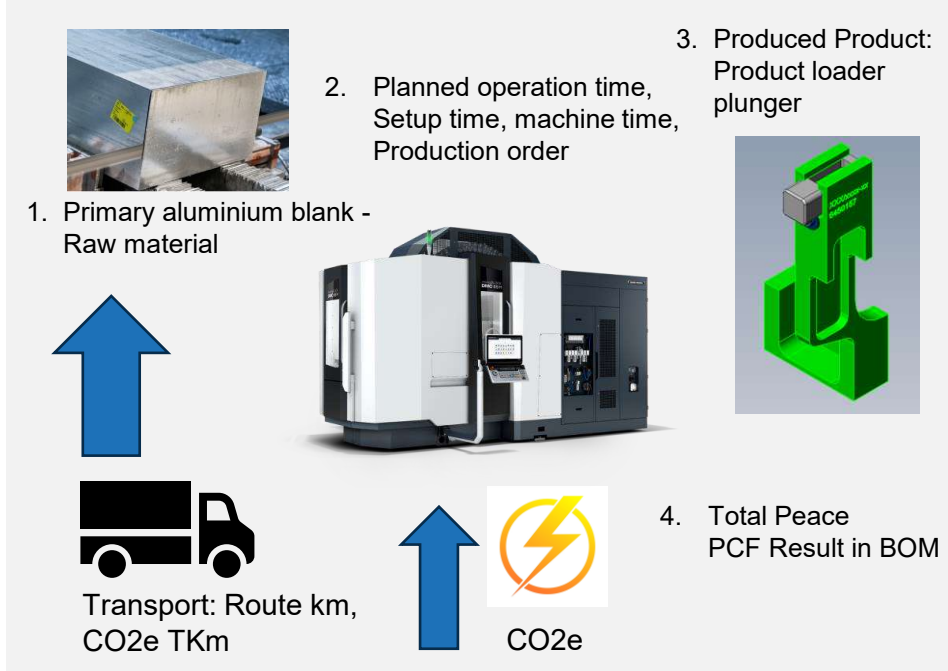 1. Primary aluminium blank -
Raw material
2. Planned operation time,
Setup time, machine time,
Production order
3. Produced Product:
Product loader
plunger
Transport: Route km,
CO2e TKm
CO2e
4. Total Peace
PCF Result in BOM